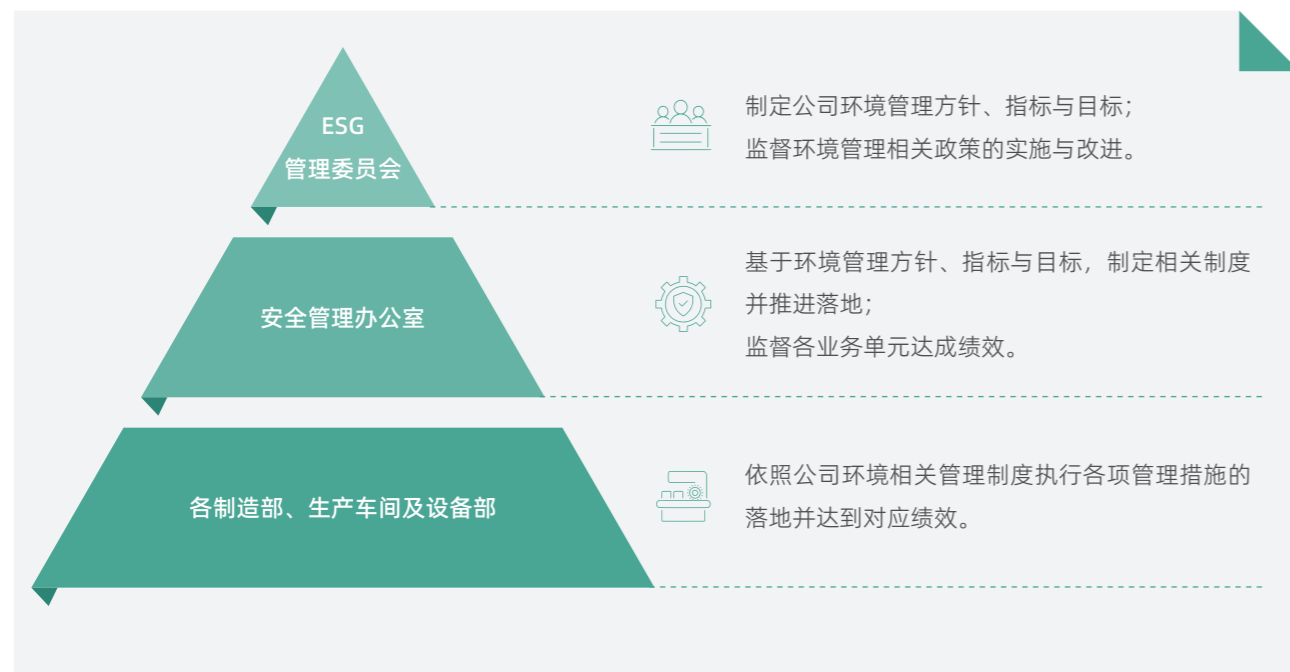 ESG
管理委员会
制定公司环境管理方针、指标与目标；
监督环境管理相关政策的实施与改进。
安全管理办公室
基于环境管理方针、指标与目标，制定相关制度
并推进落地；
监督各业务单元达成绩效。
各制造部、生产车间及设备部
依照公司环境相关管理制度执行各项管理措施的
落地并达到对应绩效。